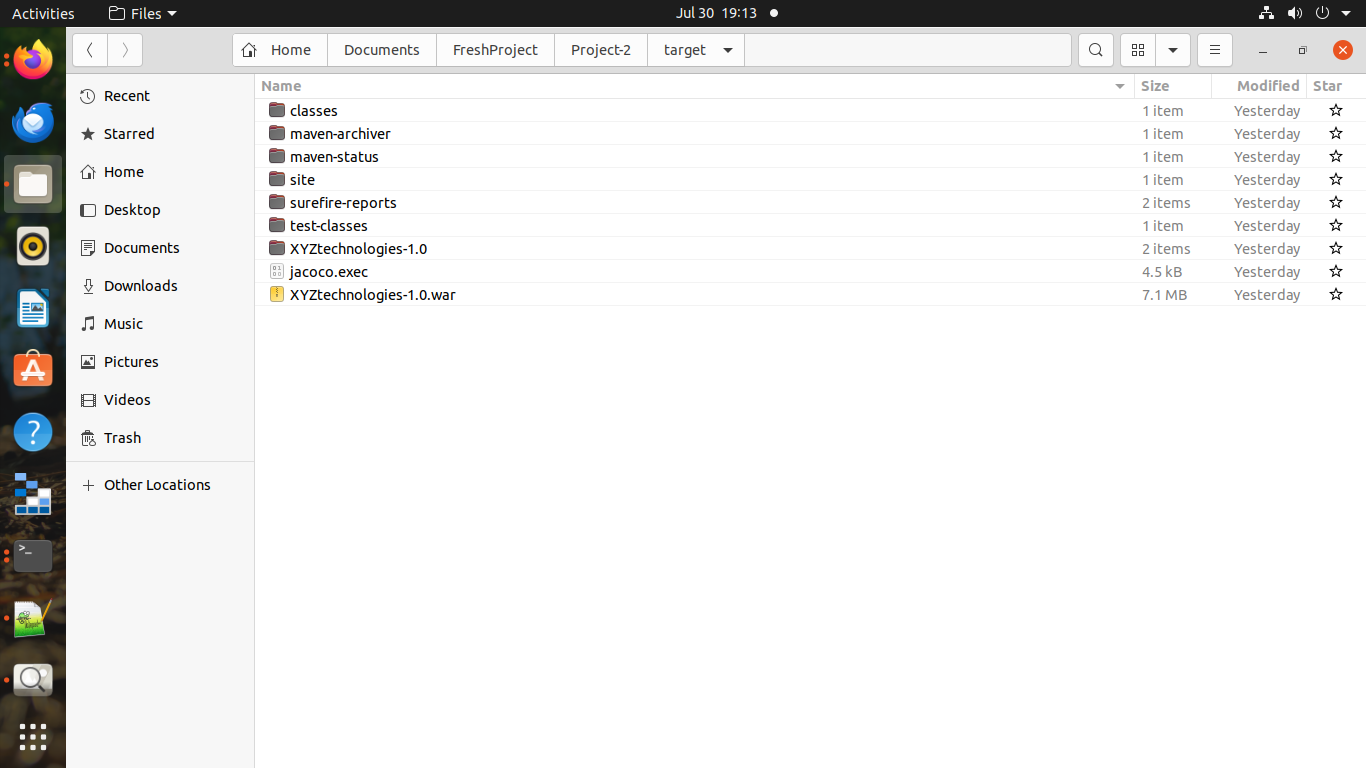 Activities Files Jul 30 19:13
Home Documents FreshProject Project-2 target
Recent
Starred
Home
Desktop
Documents
Downloads
Music
Pictures
Videos
Trash
Other Locations
Name Size Modified Star
classes 1 item Yesterday
maven-archiver 1 item Yesterday
maven-status 1 item Yesterday
site 1 item Yesterday
surefire-reports 2 items Yesterday
test-classes 1 item Yesterday
XYZtechnologies-1.0 2 items Yesterday
jacoco.exec 4.5 kB Yesterday
XYZtechnologies-1.0.war 7.1 MB Yesterday